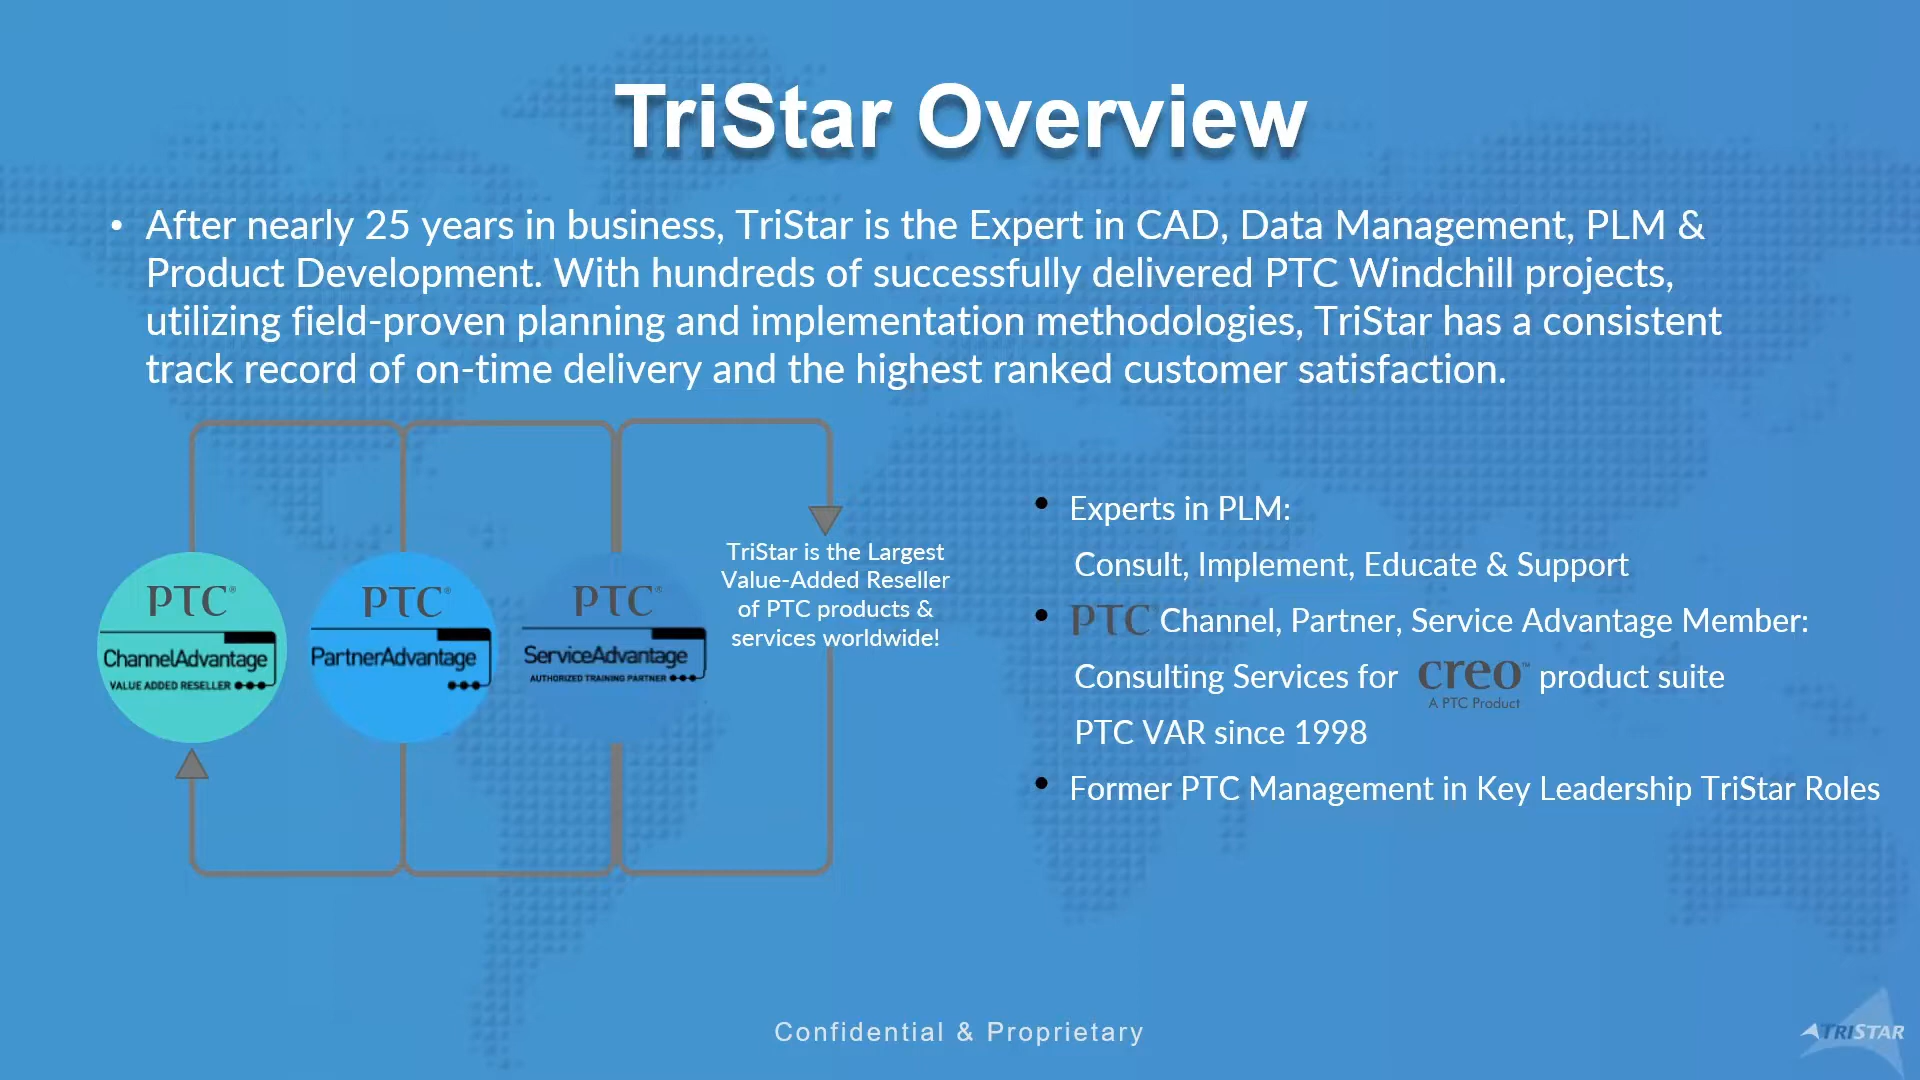 TriStar Overview
• After nearly 25 years in business, TriStar is the Expert in CAD, Data Management, PLM &
Product Development. With hundreds of successfully delivered PTC Windchill projects,
utilizing field-proven planning and implementation methodologies, TriStar has a consistent
track record of on-time delivery and the highest ranked customer satisfaction.
PTC®
ChannelAdvantage
VALUE ADDED RESELLER
PTC®
PartnerAdvantage
PTC®
ServiceAdvantage
AUTHORIZED TRAINING PARTNER
TriStar is the Largest
Value-Added Reseller
of PTC products &
services worldwide!
• Experts in PLM:
Consult, Implement, Educate & Support
• PTC Channel, Partner, Service Advantage Member:
Consulting Services for creo™ product suite
A PTC Product
PTC VAR since 1998
• Former PTC Management in Key Leadership TriStar Roles
Confidential & Proprietary
TRISTAR